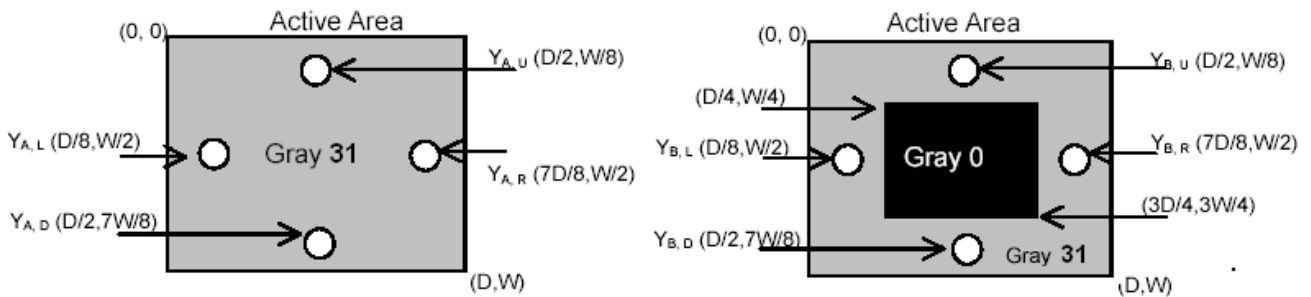 Active Area
(0, 0)
Y_A, U (D/2,W/8)
Y_A, L (D/8,W/2)
Gray 31
Y_A, R (7D/8,W/2)
Y_A, D (D/2,7W/8)
(D,W)
Active Area
(0, 0)
Y_B, U (D/2,W/8)
(D/4,W/4)
Y_B, L (D/8,W/2)
Gray 0
Y_B, R (7D/8,W/2)
(3D/4,3W/4)
Y_B, D (D/2,7W/8)
Gray 31
(D,W)